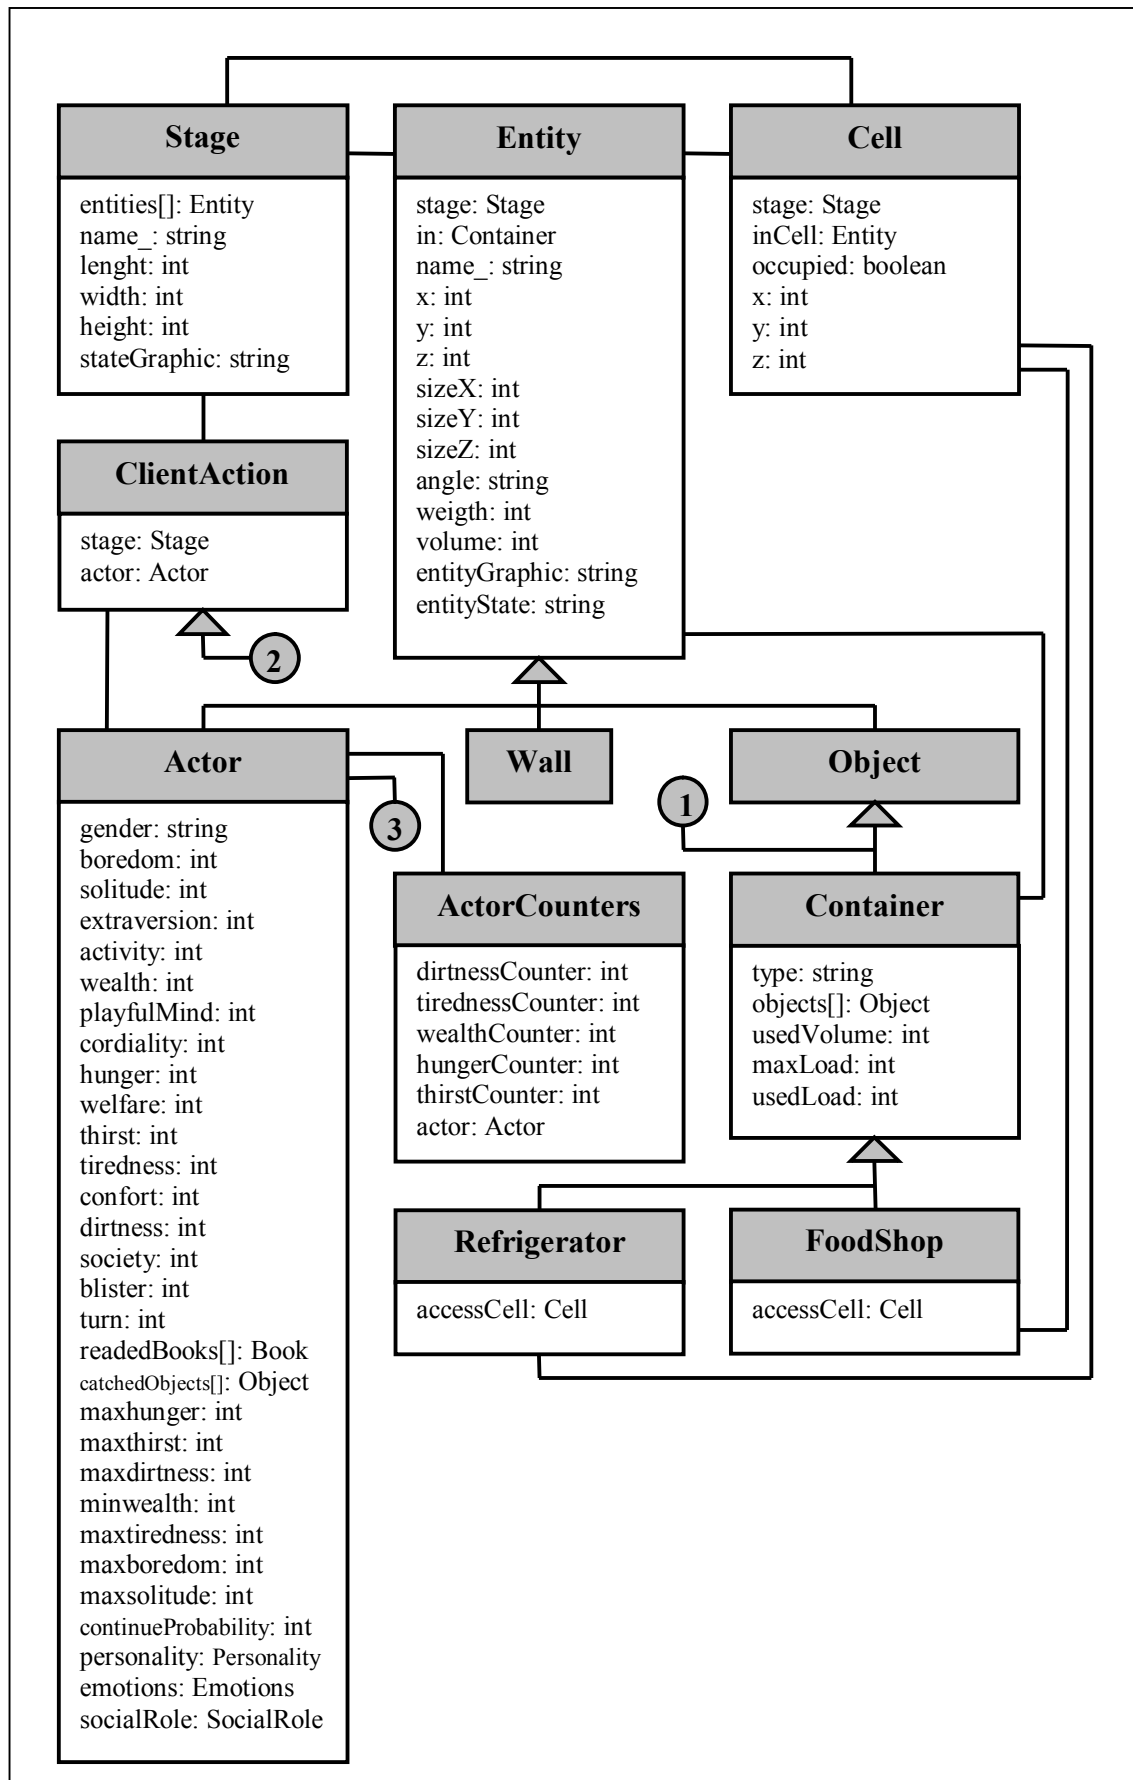 Stage
entities[]: Entity
name_: string
lenght: int
width: int
height: int
stateGraphic: string
Entity
stage: Stage
in: Container
name_: string
x: int
y: int
z: int
sizeX: int
sizeY: int
sizeZ: int
angle: string
weigth: int
volume: int
entityGraphic: string
entityState: string
Cell
stage: Stage
inCell: Entity
occupied: boolean
x: int
y: int
z: int
ClientAction
stage: Stage
actor: Actor
2
Actor
gender: string
boredom: int
solitude: int
extraversion: int
activity: int
wealth: int
playfulMind: int
cordiality: int
hunger: int
welfare: int
thirst: int
tiredness: int
confort: int
dirtness: int
society: int
blister: int
turn: int
readedBooks[]: Book
catchedObjects[]: Object
maxhunger: int
maxthirst: int
maxdirtness: int
minwealth: int
maxtiredness: int
maxboredom: int
maxsolitude: int
continueProbability: int
personality: Personality
emotions: Emotions
socialRole: SocialRole
3
Wall
Object
1
ActorCounters
dirtnessCounter: int
tirednessCounter: int
wealthCounter: int
hungerCounter: int
thirstCounter: int
actor: Actor
Container
type: string
objects[]: Object
usedVolume: int
maxLoad: int
usedLoad: int
Refrigerator
accessCell: Cell
FoodShop
accessCell: Cell